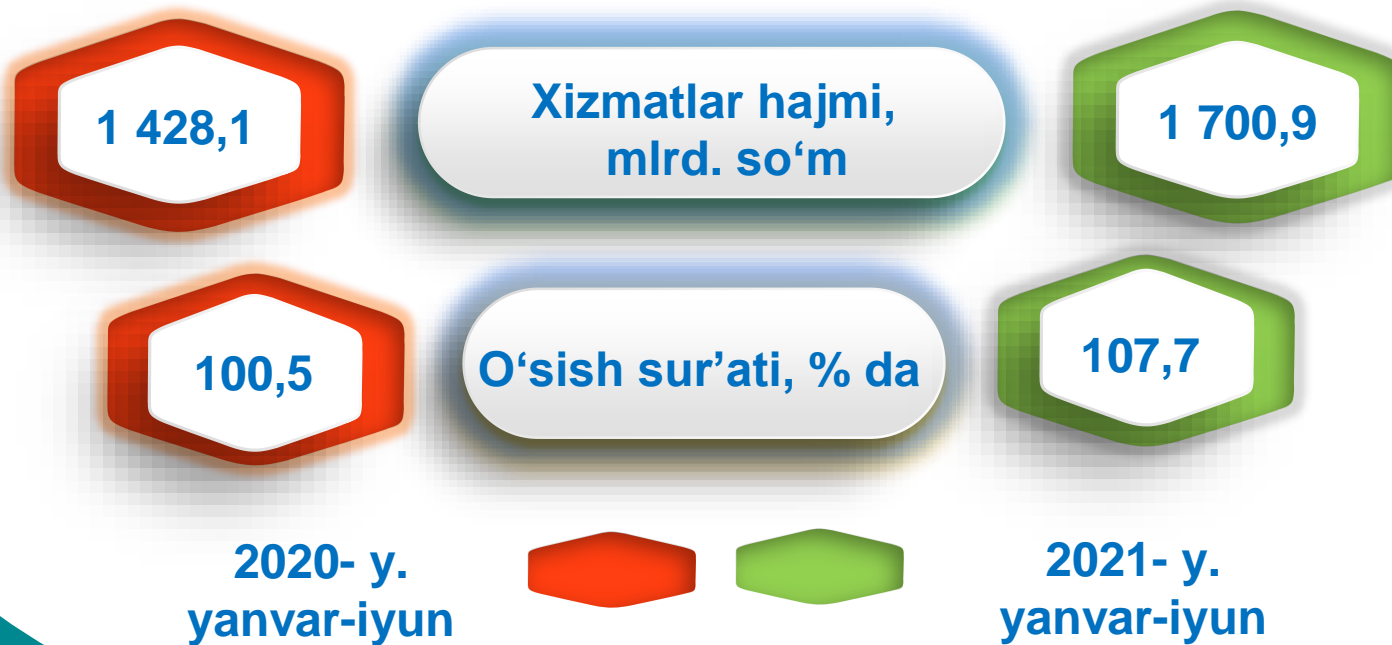 1 428,1
Xizmatlar hajmi,
mlrd. so‘m
1 700,9
100,5
O‘sish sur’ati, % da
107,7
2020- y.
yanvar-iyun
2021- y.
yanvar-iyun